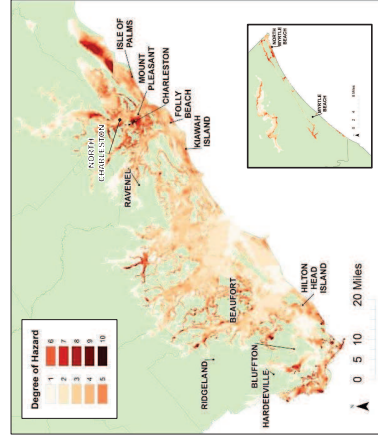 Degree of Hazard
1
2
3
4
5
6
7
8
9
10
ISLE OF
PALMS
MOUNT
PLEASANT
CHARLESTON
FOLLY
BEACH
KIAWAH
ISLAND
NORTH
CHARLESTON
RAVENEL
BEAUFORT
HILTON
HEAD
ISLAND
RIDGELAND
BLUFFTON
HARDEEVILLE
N
0 5 10 20 Miles
NORTH
MYRTLE
BEACH
MYRTLE
BEACH